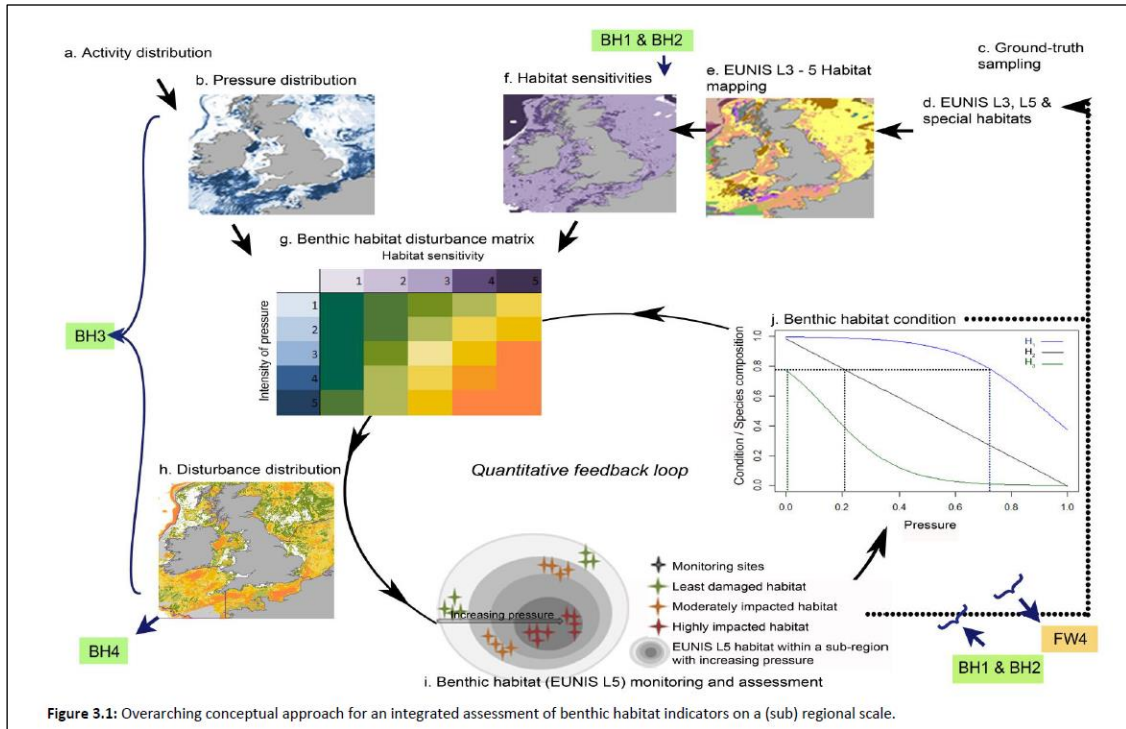 a. Activity distribution
BH1 & BH2
c. Ground-truth
sampling
b. Pressure distribution
f. Habitat sensitivities
e. EUNIS L3 - 5 Habitat
mapping
d. EUNIS L3, L5 &
special habitats
g. Benthic habitat disturbance matrix
Habitat sensitivity
1 2 3 4 5
Intensity of pressure
1
2
3
4
5
BH3
j. Benthic habitat condition
H₁
H₂
H₃
Condition / Species composition
1.0
0.8
0.6
0.4
0.2
0.0
0.0 0.2 0.4 0.6 0.8 1.0
Pressure
h. Disturbance distribution
Quantitative feedback loop
BH4
Increasing pressure
Monitoring sites
Least damaged habitat
Moderately impacted habitat
Highly impacted habitat
EUNIS L5 habitat within a sub-region
with increasing pressure
i. Benthic habitat (EUNIS L5) monitoring and assessment
FW4
BH1 & BH2
Figure 3.1: Overarching conceptual approach for an integrated assessment of benthic habitat indicators on a (sub) regional scale.